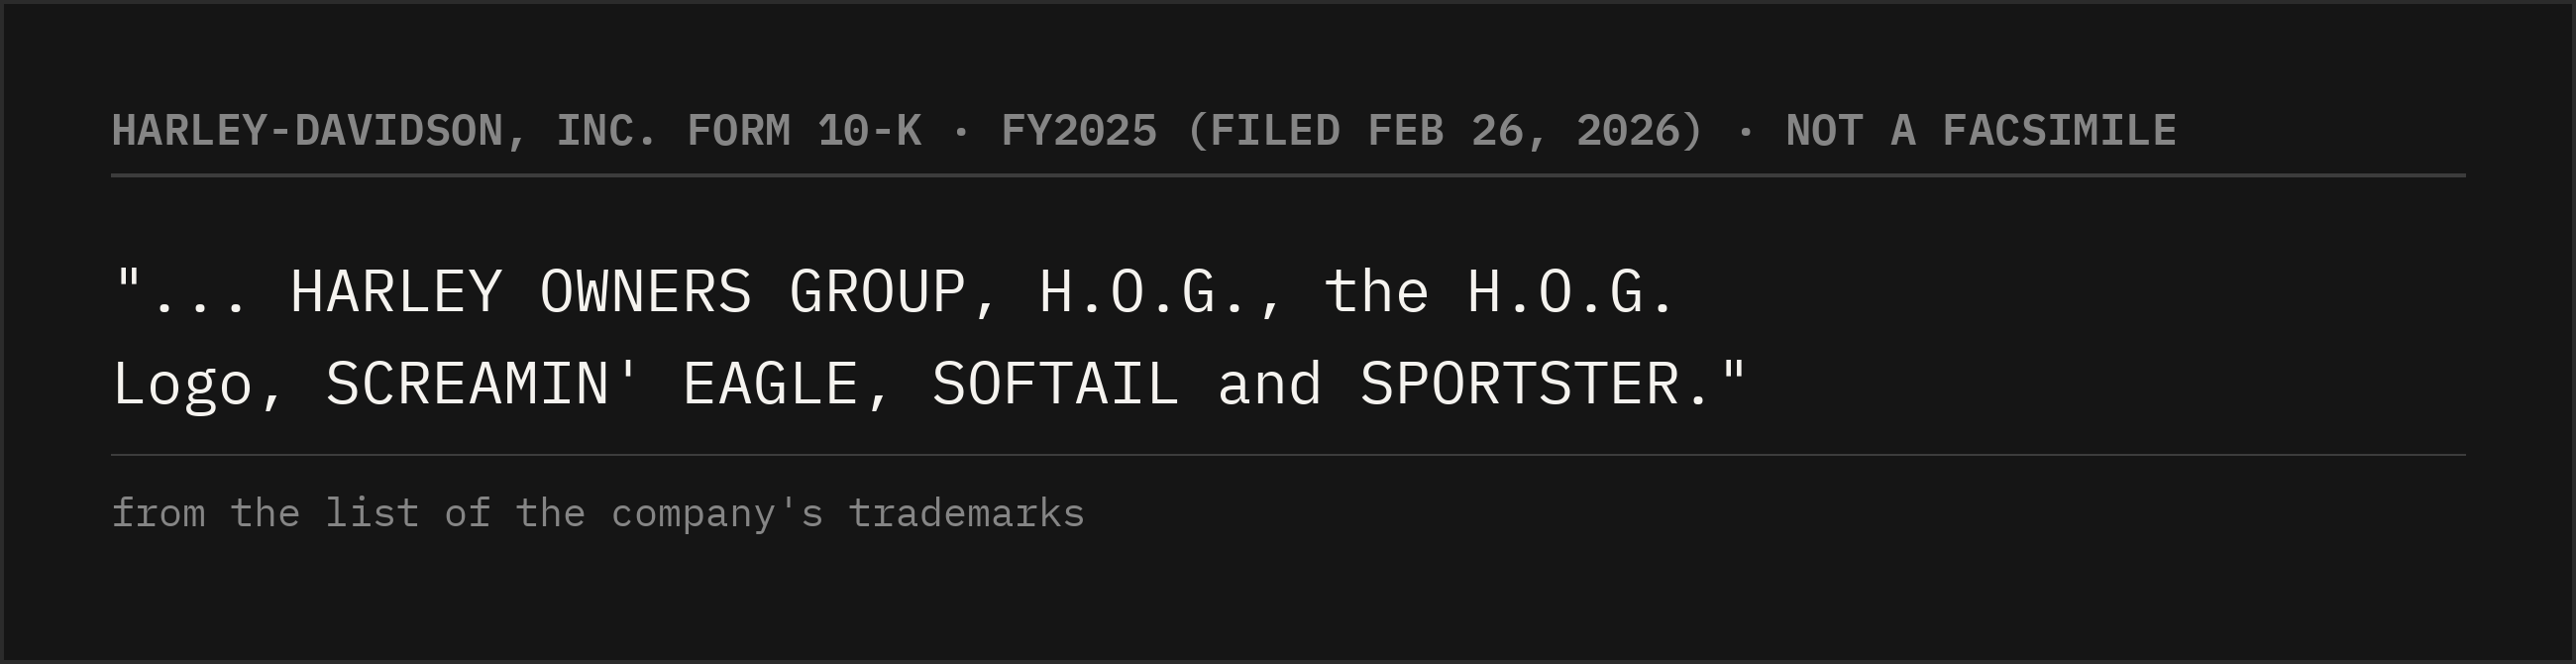 HARLEY-DAVIDSON, INC. FORM 10-K · FY2025 (FILED FEB 26, 2026) · NOT A FACSIMILE
"... HARLEY OWNERS GROUP, H.O.G., the H.O.G.
Logo, SCREAMIN' EAGLE, SOFTAIL and SPORTSTER."
from the list of the company's trademarks